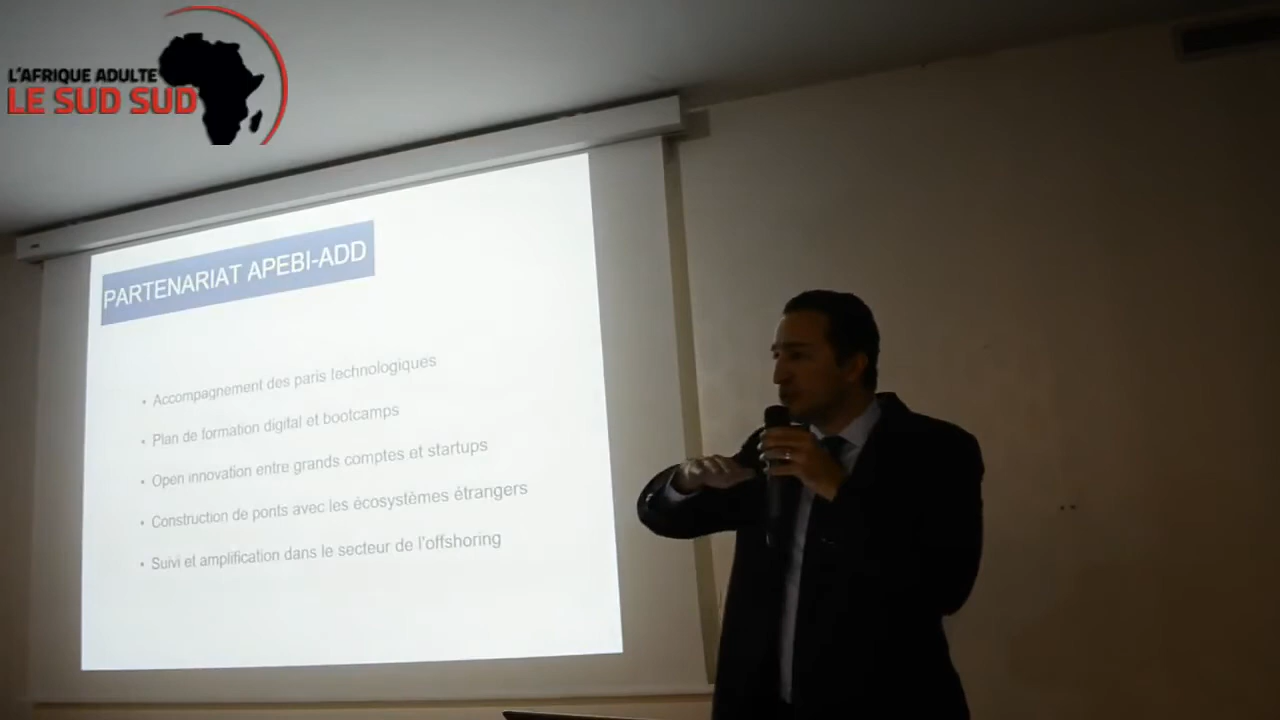 L'AFRIQUE ADULTE
LE SUD SUD
PARTENARIAT APEBI-ADD
• Accompagnement des paris technologiques
• Plan de formation digital et bootcamps
• Open innovation entre grands comptes et startups
• Construction de ponts avec les écosystèmes étrangers
• Suivi et amplification dans le secteur de l'offshoring